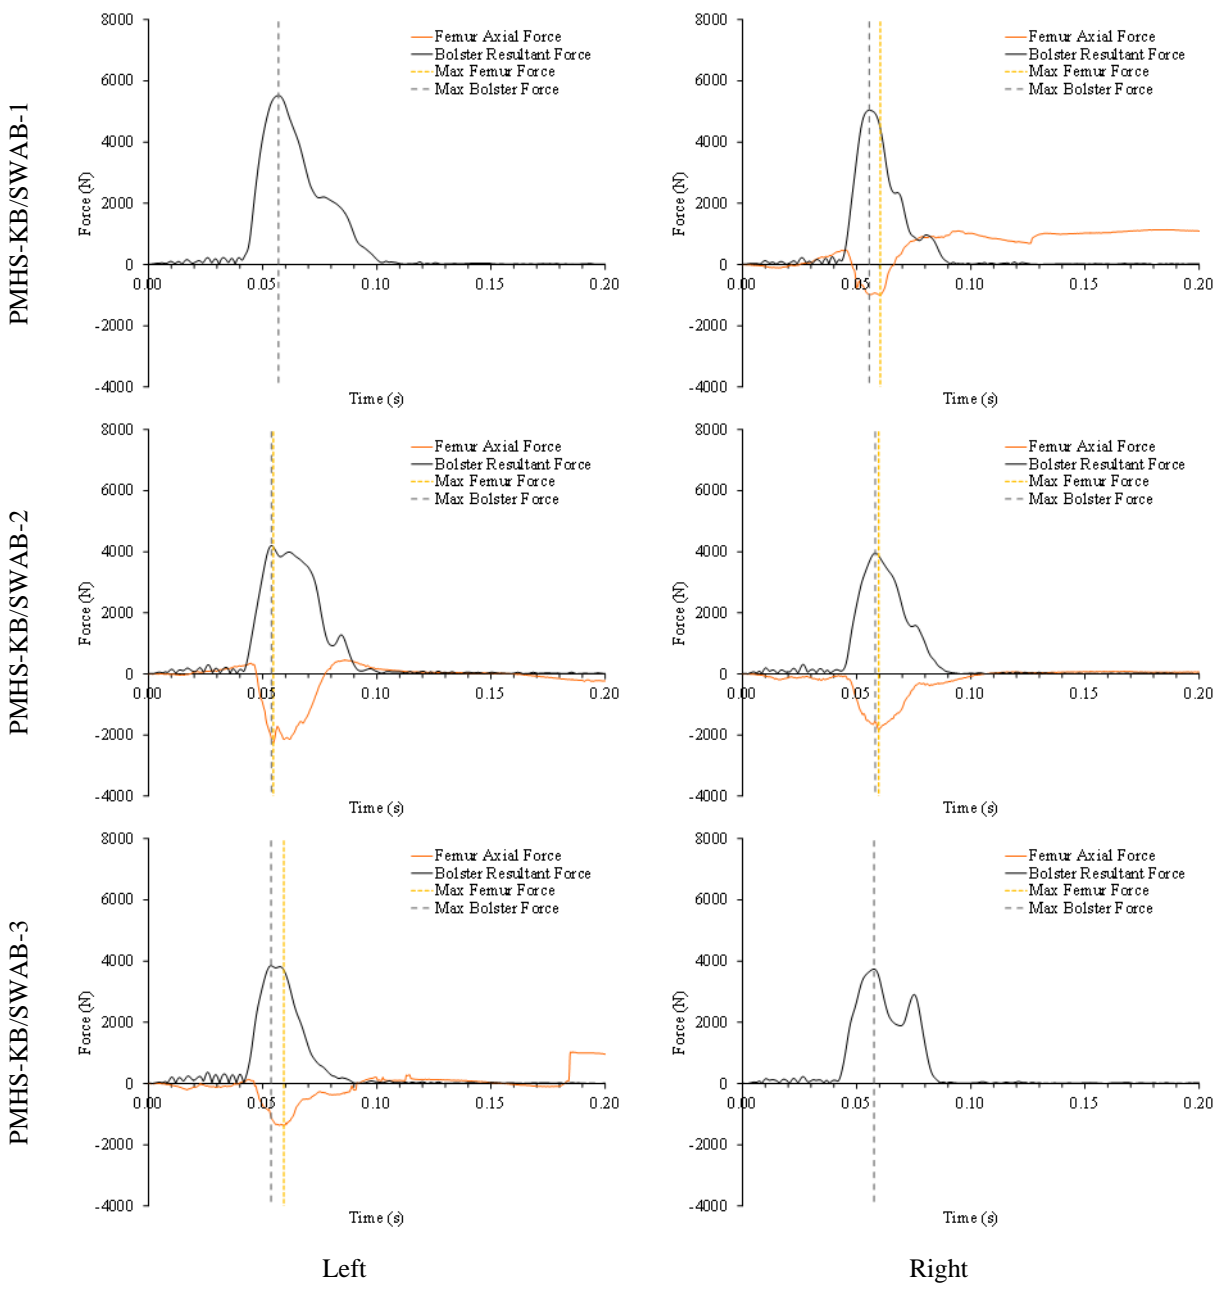 PMHS-KB/SWAB-1
8000
6000
4000
2000
0
-2000
-4000
Force (N)
0.00 0.05 0.10 0.15 0.20
Time (s)
Femur Axial Force
Bolster Resultant Force
Max Femur Force
Max Bolster Force
8000
6000
4000
2000
0
-2000
-4000
Force (N)
0.00 0.05 0.10 0.15 0.20
Time (s)
Femur Axial Force
Bolster Resultant Force
Max Femur Force
Max Bolster Force
PMHS-KB/SWAB-2
8000
6000
4000
2000
0
-2000
-4000
Force (N)
0.00 0.05 0.10 0.15 0.20
Time (s)
Femur Axial Force
Bolster Resultant Force
Max Femur Force
Max Bolster Force
8000
6000
4000
2000
0
-2000
-4000
Force (N)
0.00 0.05 0.10 0.15 0.20
Time (s)
Femur Axial Force
Bolster Resultant Force
Max Femur Force
Max Bolster Force
PMHS-KB/SWAB-3
8000
6000
4000
2000
0
-2000
-4000
Force (N)
0.00 0.05 0.10 0.15 0.20
Time (s)
Femur Axial Force
Bolster Resultant Force
Max Femur Force
Max Bolster Force
8000
6000
4000
2000
0
-2000
-4000
Force (N)
0.00 0.05 0.10 0.15 0.20
Time (s)
Femur Axial Force
Bolster Resultant Force
Max Femur Force
Max Bolster Force
Left
Right